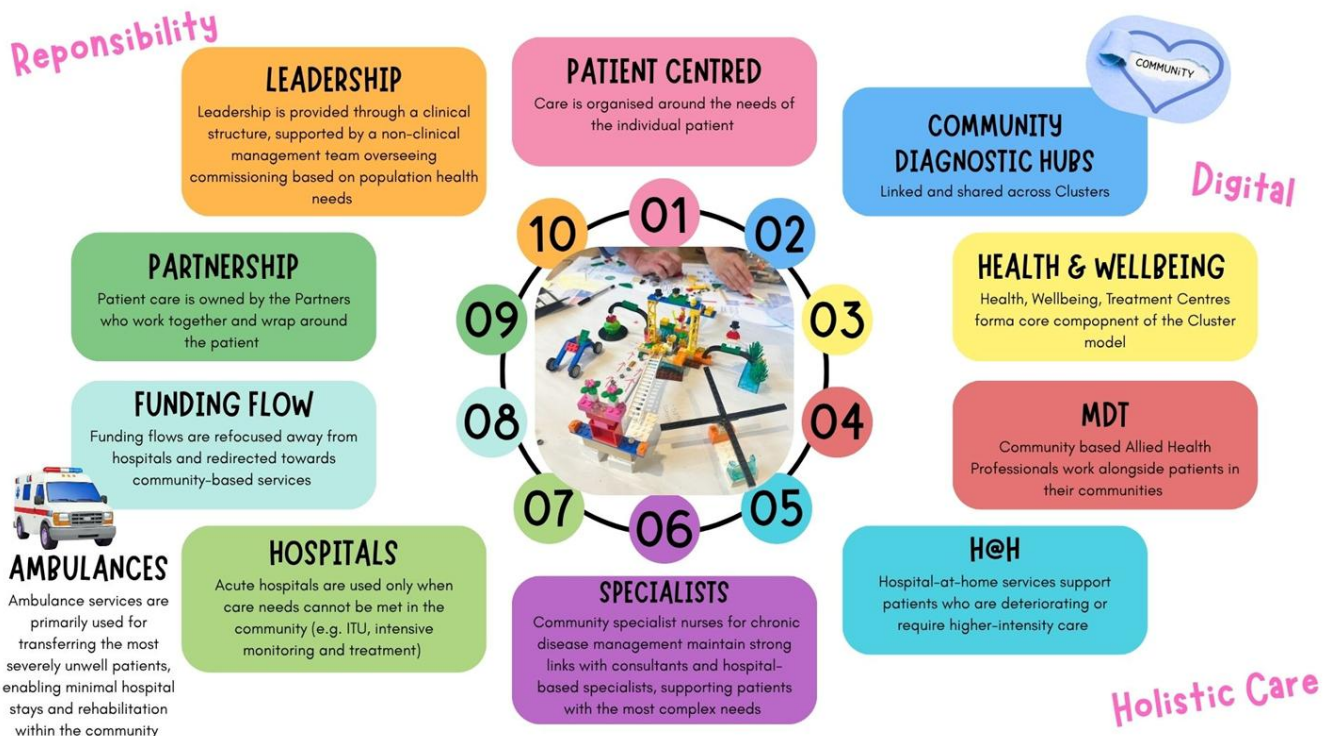 Reponsibility
LEADERSHIP
Leadership is provided through a clinical
structure, supported by a non-clinical
management team overseeing
commissioning based on population health
needs
PATIENT CENTRED
Care is organised around the needs of
the individual patient
COMMUNITY
COMMUNITY
DIAGNOSTIC HUBS
Linked and shared across Clusters
Digital
01
02
03
04
05
06
07
08
09
10
HEALTH & WELLBEING
Health, Wellbeing, Treatment Centres
forma core compopnent of the Cluster
model
MDT
Community based Allied Health
Professionals work alongside patients in
their communities
H@H
Hospital-at-home services support
patients who are deteriorating or
require higher-intensity care
Holistic Care
SPECIALISTS
Community specialist nurses for chronic
disease management maintain strong
links with consultants and hospital-
based specialists, supporting patients
with the most complex needs
HOSPITALS
Acute hospitals are used only when
care needs cannot be met in the
community (e.g. ITU, intensive
monitoring and treatment)
FUNDING FLOW
Funding flows are refocused away from
hospitals and redirected towards
community-based services
PARTNERSHIP
Patient care is owned by the Partners
who work together and wrap around
the patient
AMBULANCES
Ambulance services are
primarily used for
transferring the most
severely unwell patients,
enabling minimal hospital
stays and rehabilitation
within the community